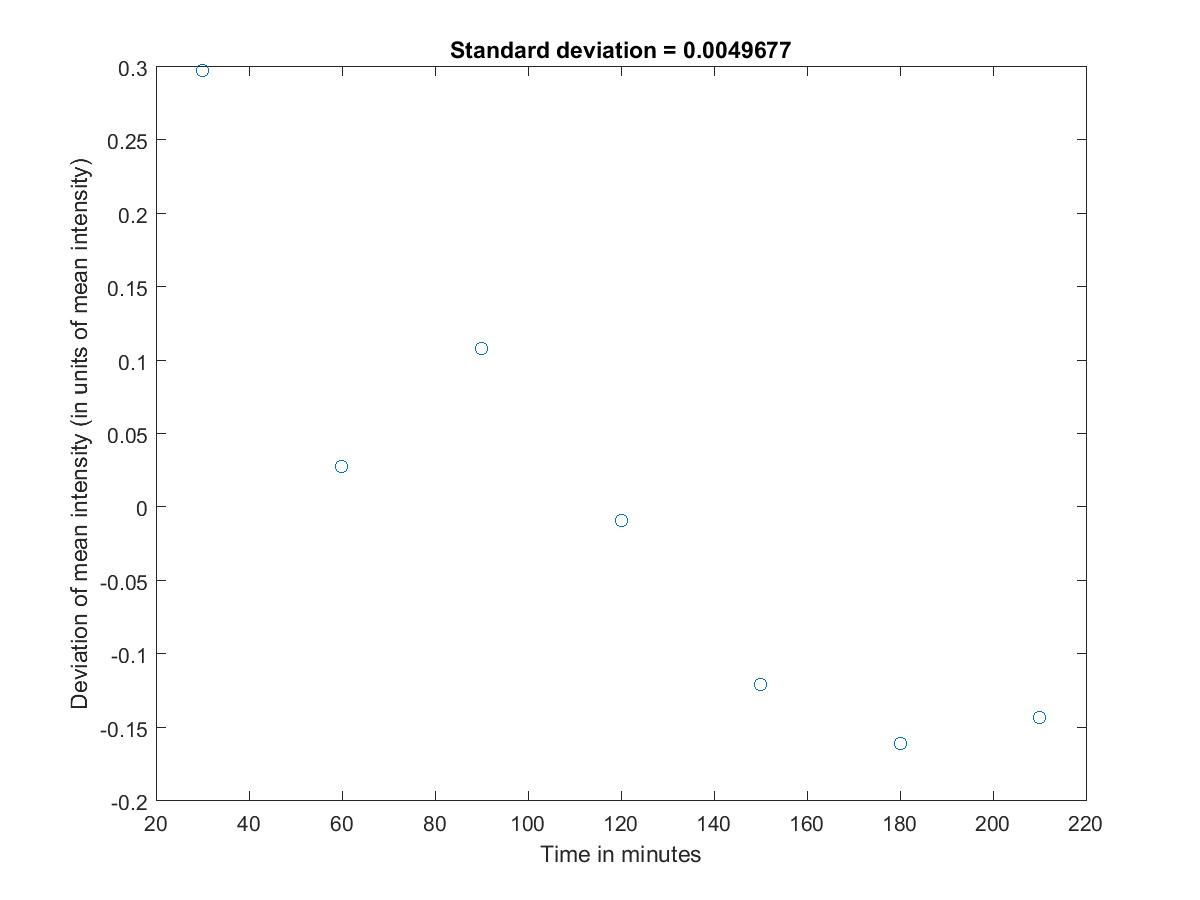 Standard deviation = 0.0049677
0.3
0.25
0.2
0.15
0.1
0.05
0
-0.05
-0.1
-0.15
-0.2
Deviation of mean intensity (in units of mean intensity)
20 40 60 80 100 120 140 160 180 200 220
Time in minutes